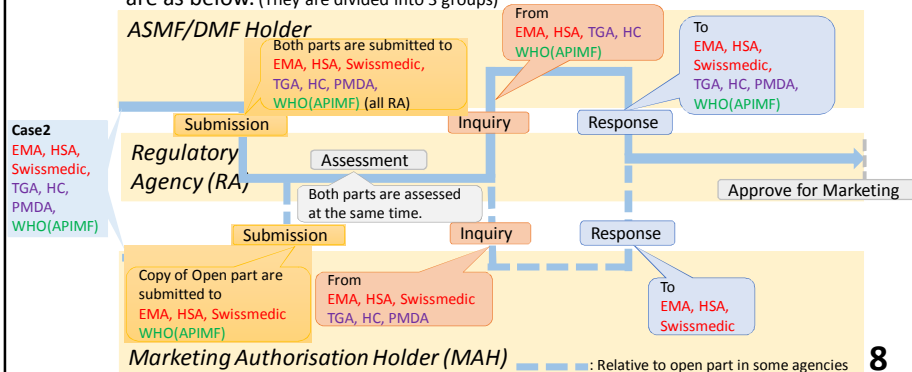 are as below. (They are divided into 3 groups)
ASMF/DMF Holder
Both parts are submitted to
EMA, HSA, Swissmedic,
TGA, HC, PMDA,
WHO(APIMF) (all RA)
From
EMA, HSA, TGA, HC
WHO(APIMF)
To
EMA, HSA,
Swissmedic,
TGA, HC, PMDA,
WHO(APIMF)
Submission
Inquiry
Response
Case2
EMA, HSA,
Swissmedic,
TGA, HC,
PMDA,
WHO(APIMF)
Regulatory
Agency (RA)
Assessment
Both parts are assessed
at the same time.
Approve for Marketing
Submission
Inquiry
Response
Copy of Open part are
submitted to
EMA, HSA, Swissmedic
WHO(APIMF)
From
EMA, HSA, Swissmedic
TGA, HC, PMDA
To
EMA, HSA,
Swissmedic
Marketing Authorisation Holder (MAH)
: Relative to open part in some agencies
8